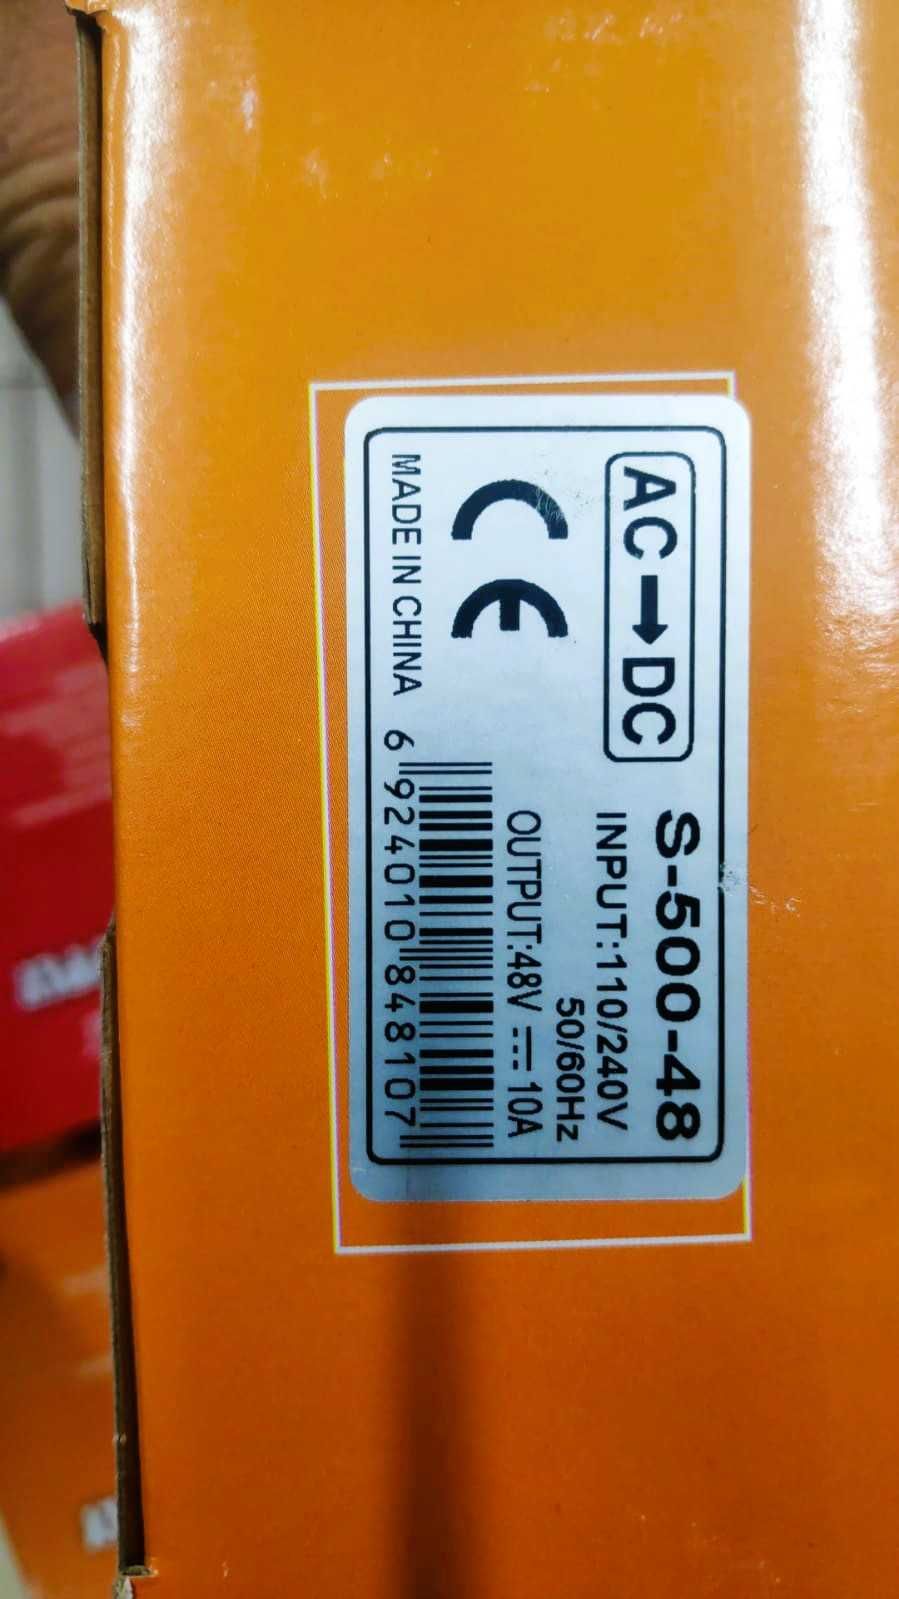 AC→DC
S-500-48
INPUT:110/240V
50/60Hz
CE
OUTPUT:48V⎓10A
MADE IN CHINA
6 924010 848107